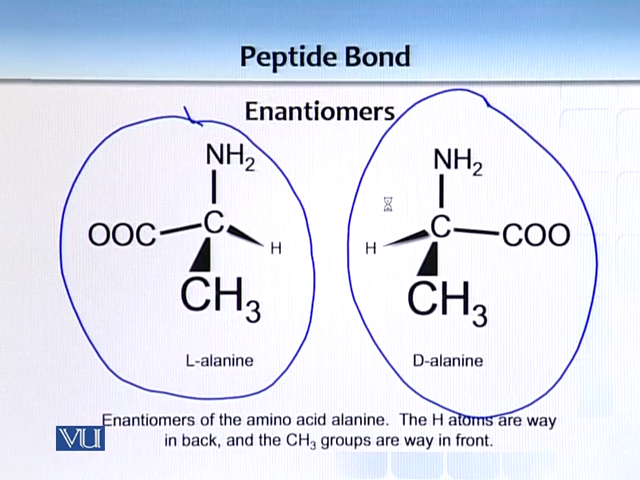 Peptide Bond
Enantiomers
NH2
NH2
OOC C H
H C COO
CH3
CH3
L-alanine
D-alanine
Enantiomers of the amino acid alanine. The H atoms are way
in back, and the CH3 groups are way in front.
VU